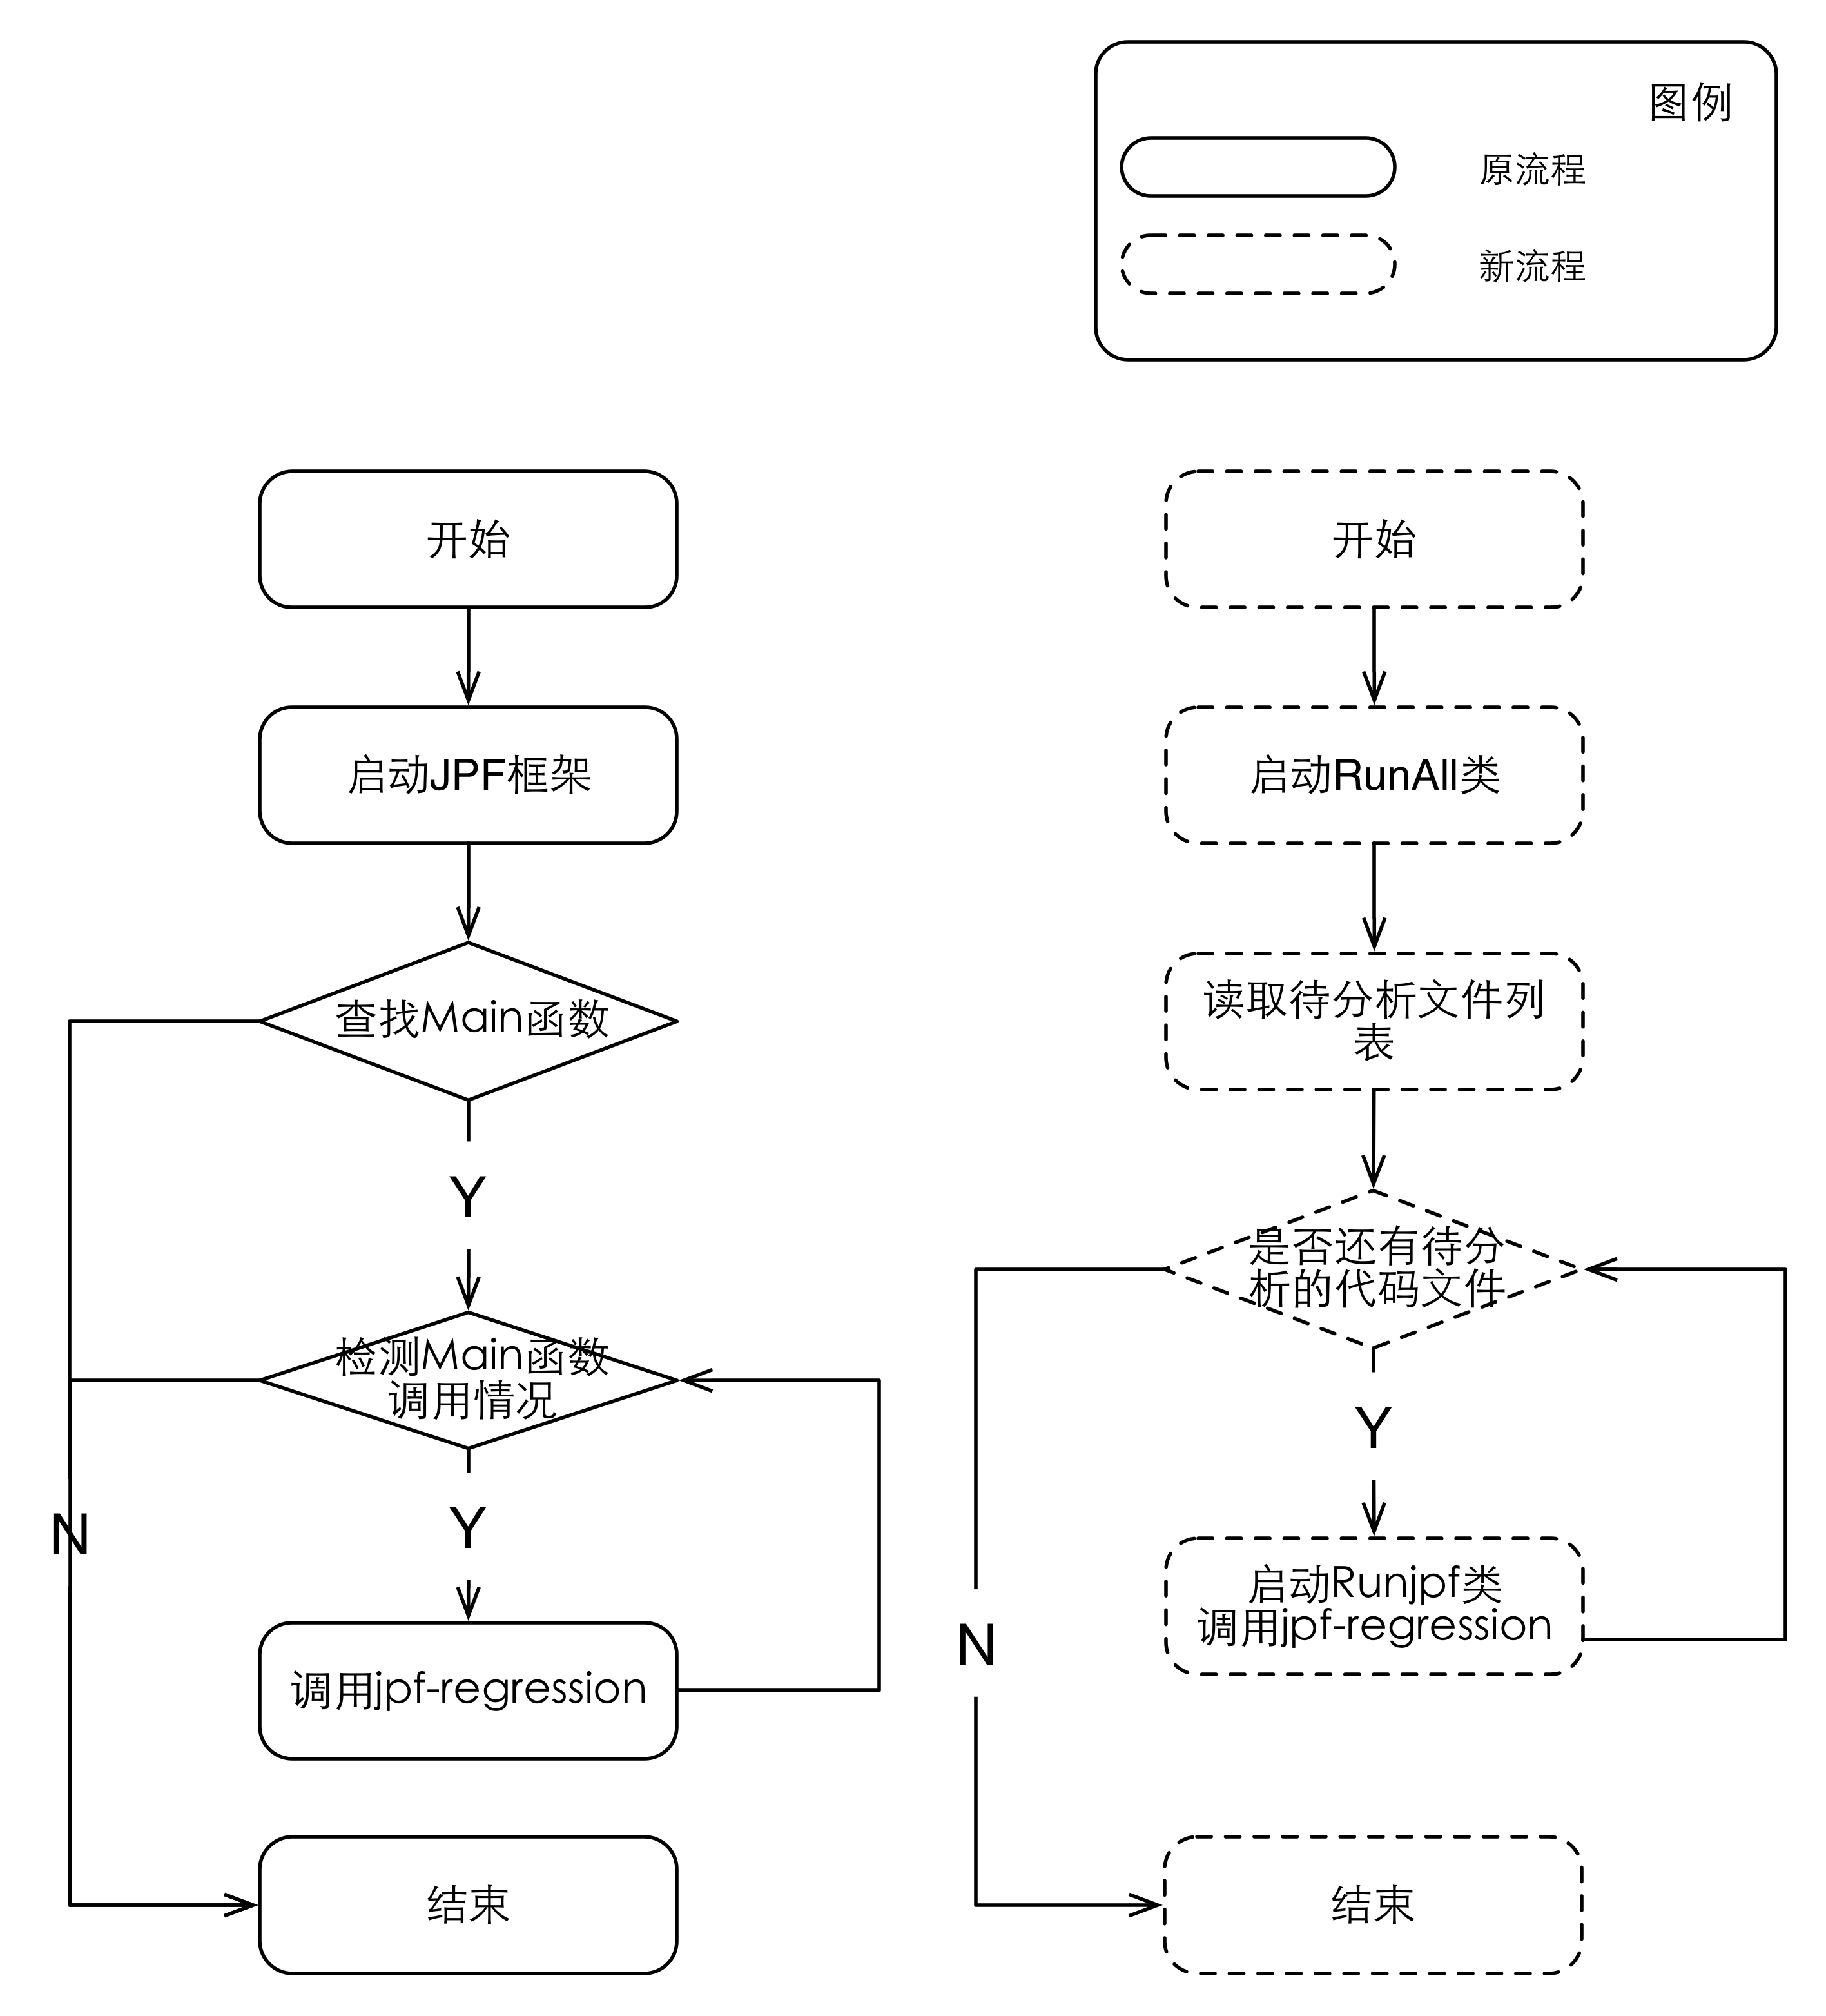 图例
原流程
新流程
开始
启动JPF框架
查找Main函数
Y
检测Main函数
调用情况
Y
N
调用jpf-regression
结束
开始
启动RunAll类
读取待分析文件列
表
是否还有待分
析的代码文件
Y
启动Runjpf类
调用jpf-regression
N
结束